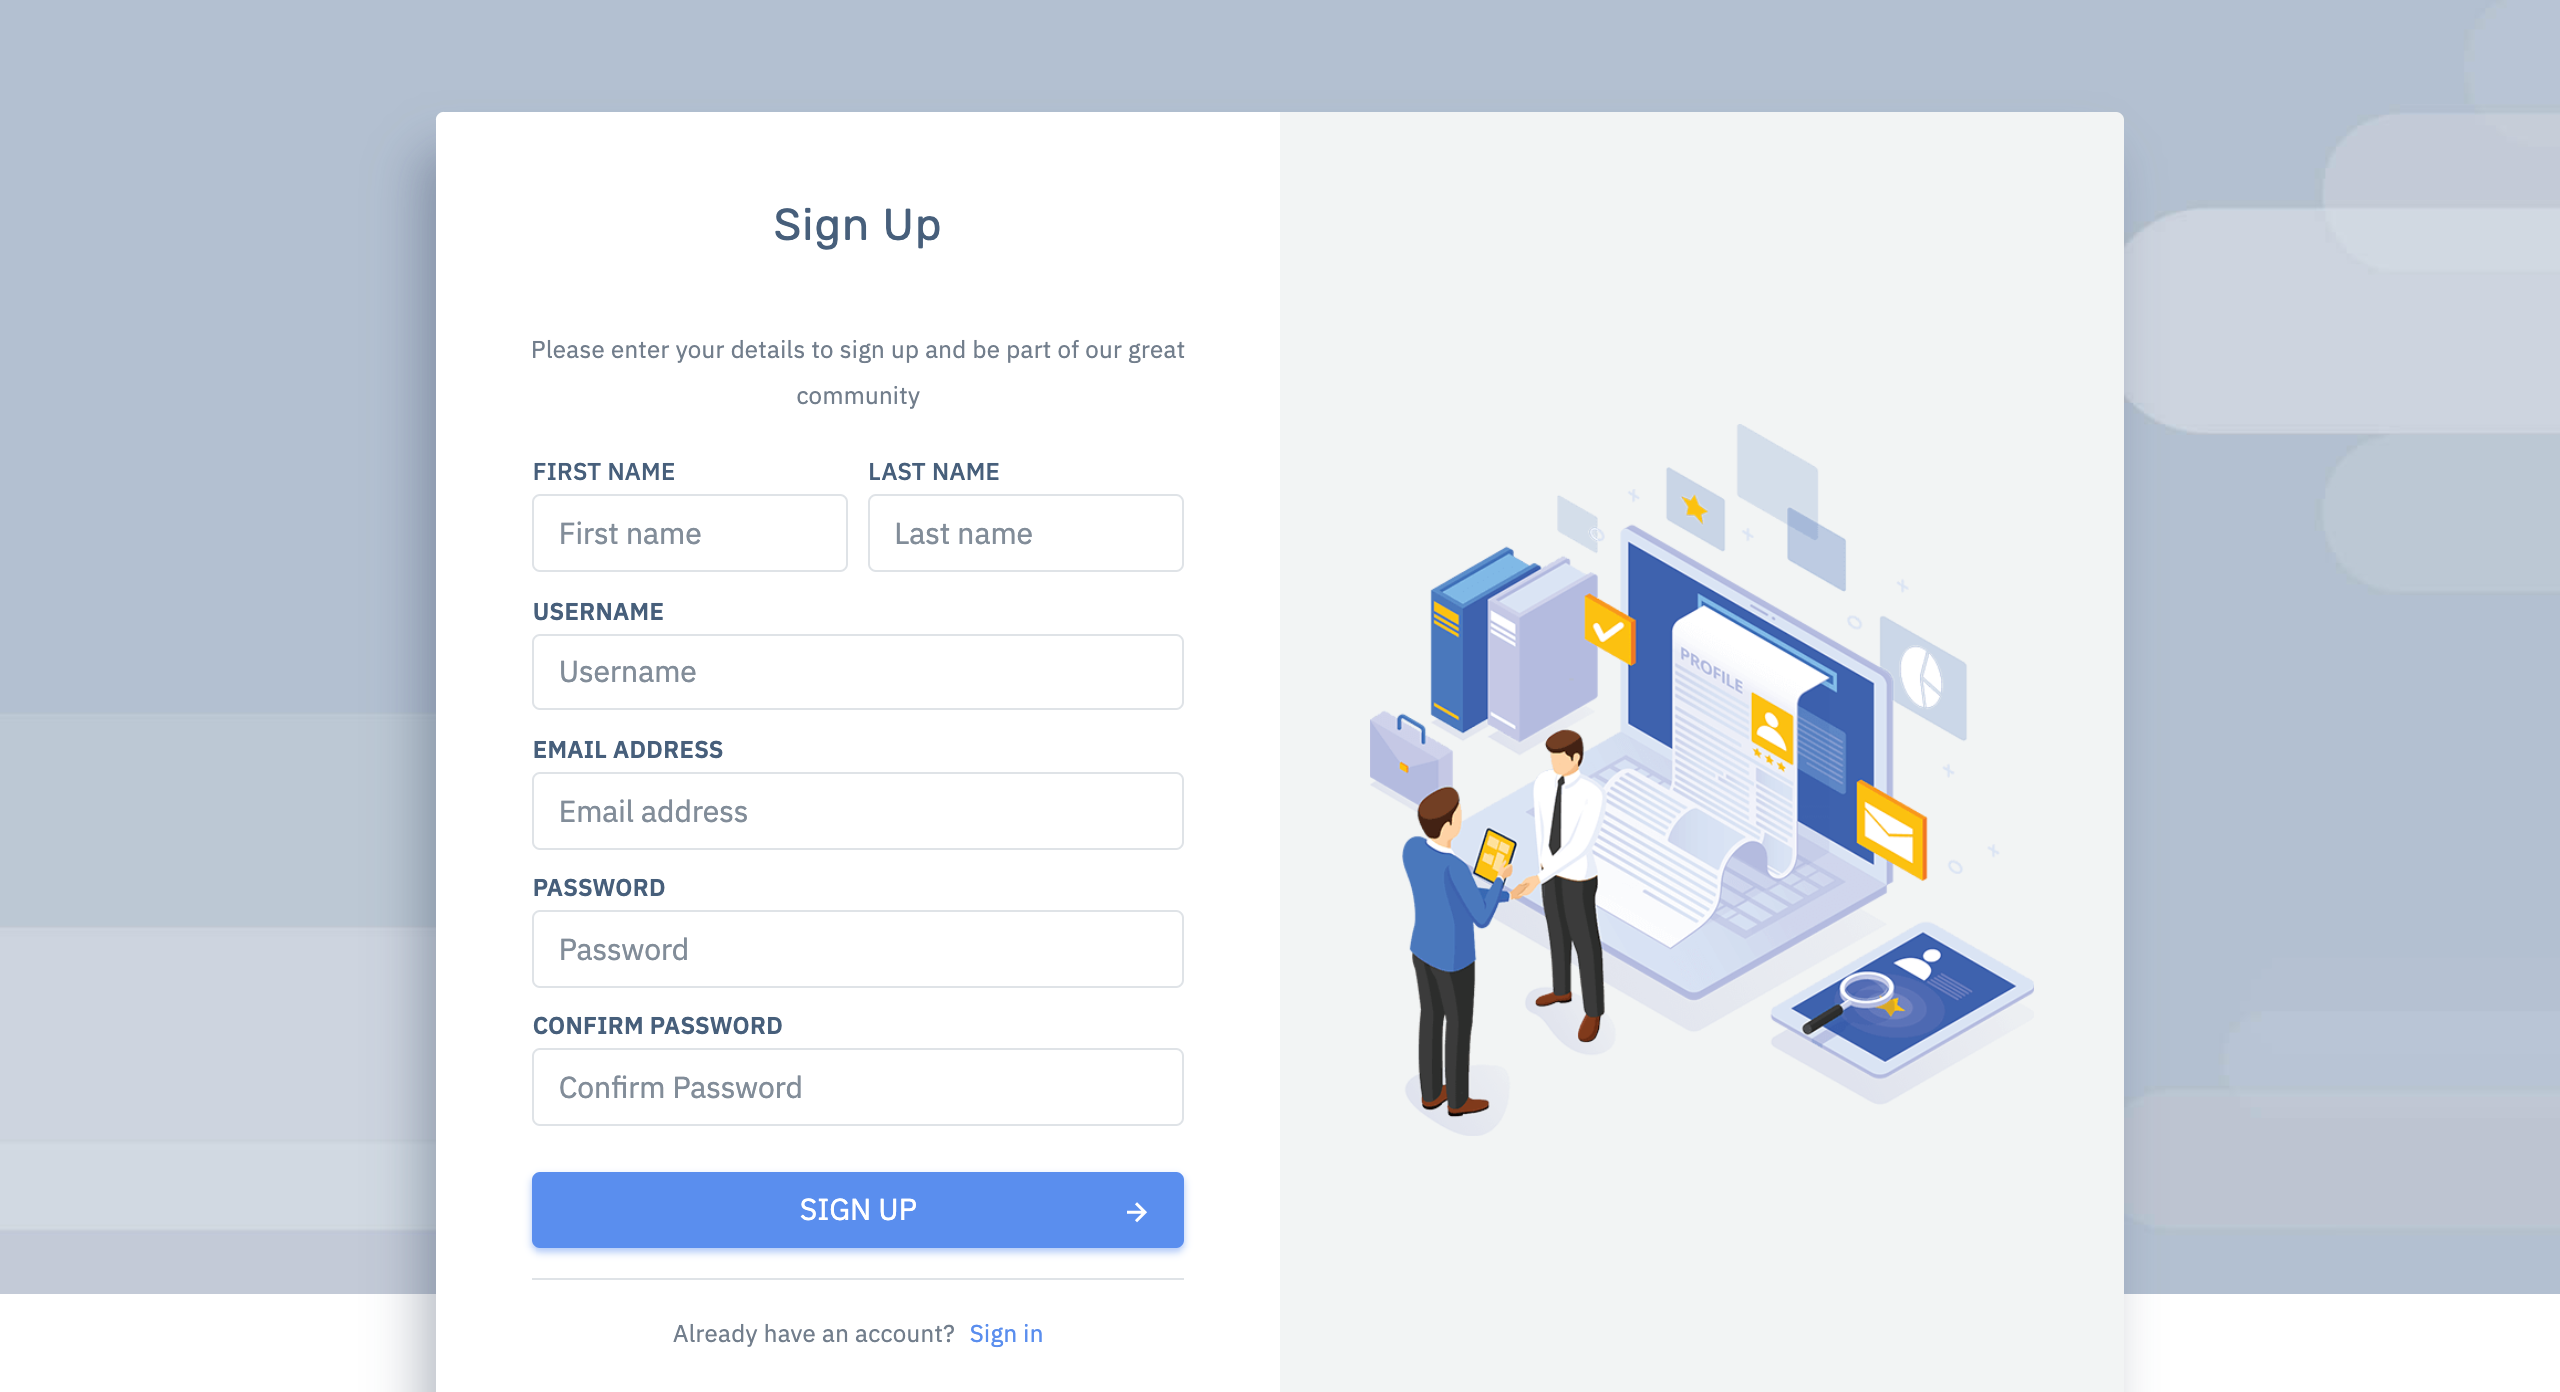 Sign Up
Please enter your details to sign up and be part of our great
community
FIRST NAME
LAST NAME
First name
Last name
USERNAME
Username
EMAIL ADDRESS
Email address
PASSWORD
Password
CONFIRM PASSWORD
Confirm Password
SIGN UP
Already have an account? Sign in
PROFILE